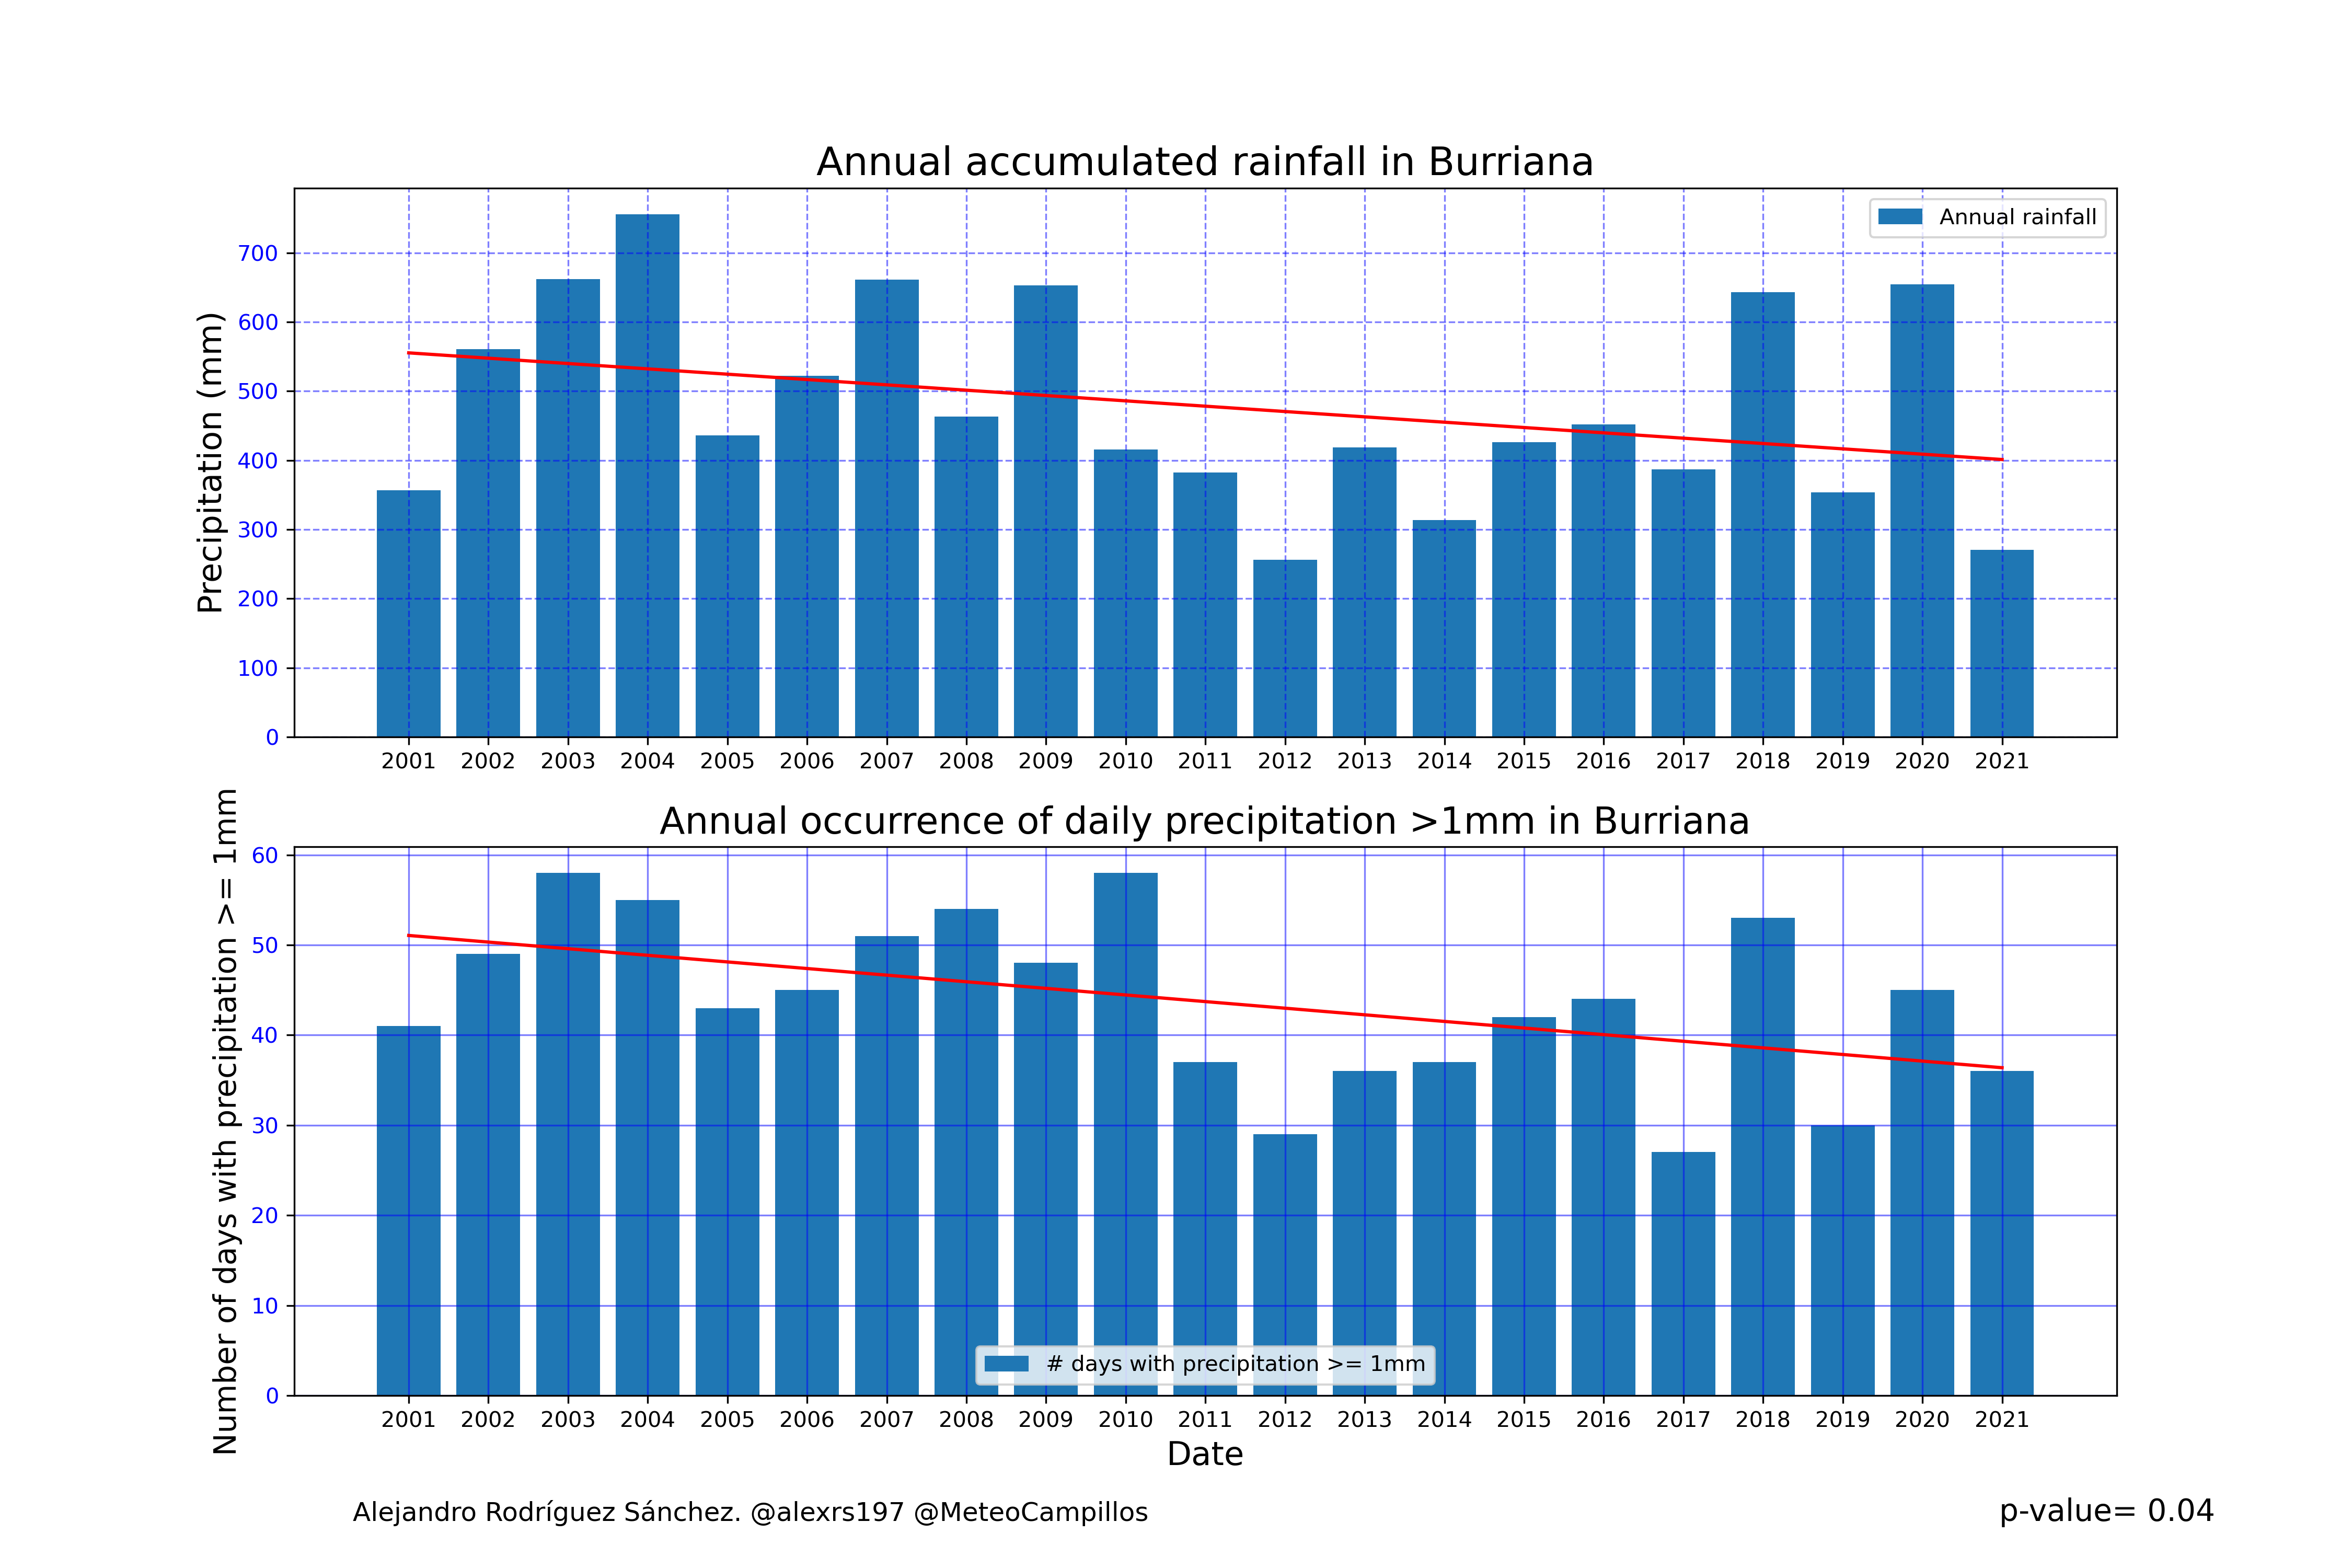 Annual accumulated rainfall in Burriana
Precipitation (mm)
700
600
500
400
300
200
100
0
Annual rainfall
2001 2002 2003 2004 2005 2006 2007 2008 2009 2010 2011 2012 2013 2014 2015 2016 2017 2018 2019 2020 2021
Annual occurrence of daily precipitation >1mm in Burriana
Number of days with precipitation >= 1mm
60
50
40
30
20
10
0
# days with precipitation >= 1mm
2001 2002 2003 2004 2005 2006 2007 2008 2009 2010 2011 2012 2013 2014 2015 2016 2017 2018 2019 2020 2021
Date
Alejandro Rodríguez Sánchez. @alexrs197 @MeteoCampillos
p-value= 0.04